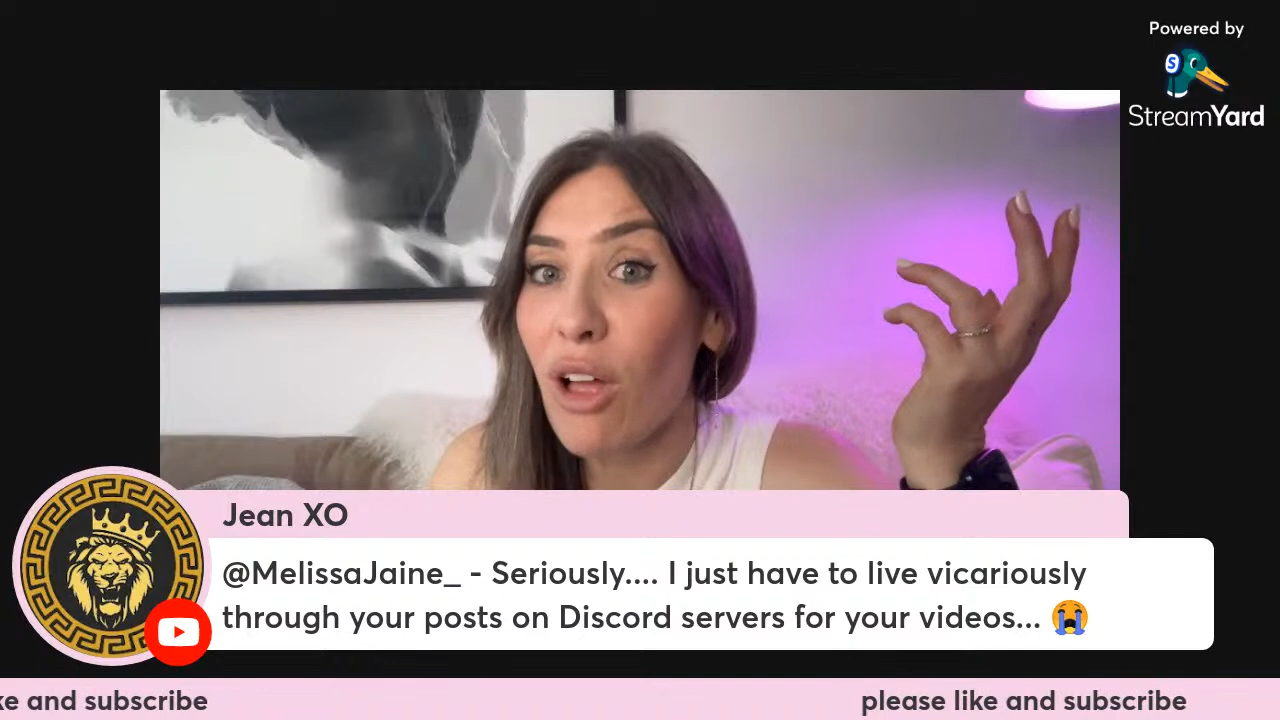 Powered by
StreamYard
Jean XO
@MelissaJaine_ - Seriously.... I just have to live vicariously
through your posts on Discord servers for your videos... 😭
ke and subscribe
please like and subscribe